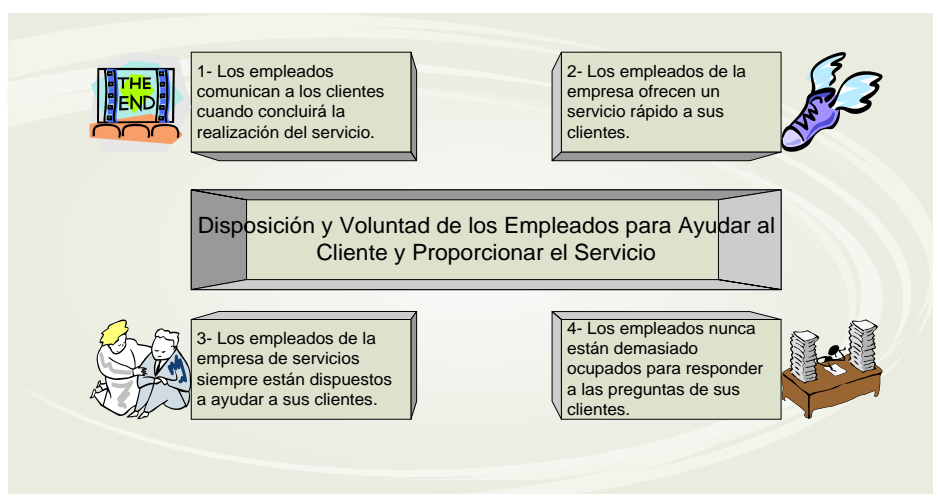 THE
END
1- Los empleados
comunican a los clientes
cuando concluirá la
realización del servicio.
2- Los empleados de la
empresa ofrecen un
servicio rápido a sus
clientes.
Disposición y Voluntad de los Empleados para Ayudar al
Cliente y Proporcionar el Servicio
3- Los empleados de la
empresa de servicios
siempre están dispuestos
a ayudar a sus clientes.
4- Los empleados nunca
están demasiado
ocupados para responder
a las preguntas de sus
clientes.